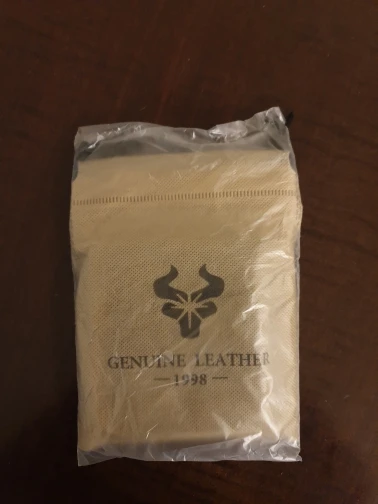 GENUINE LEATHER
— 1998 —